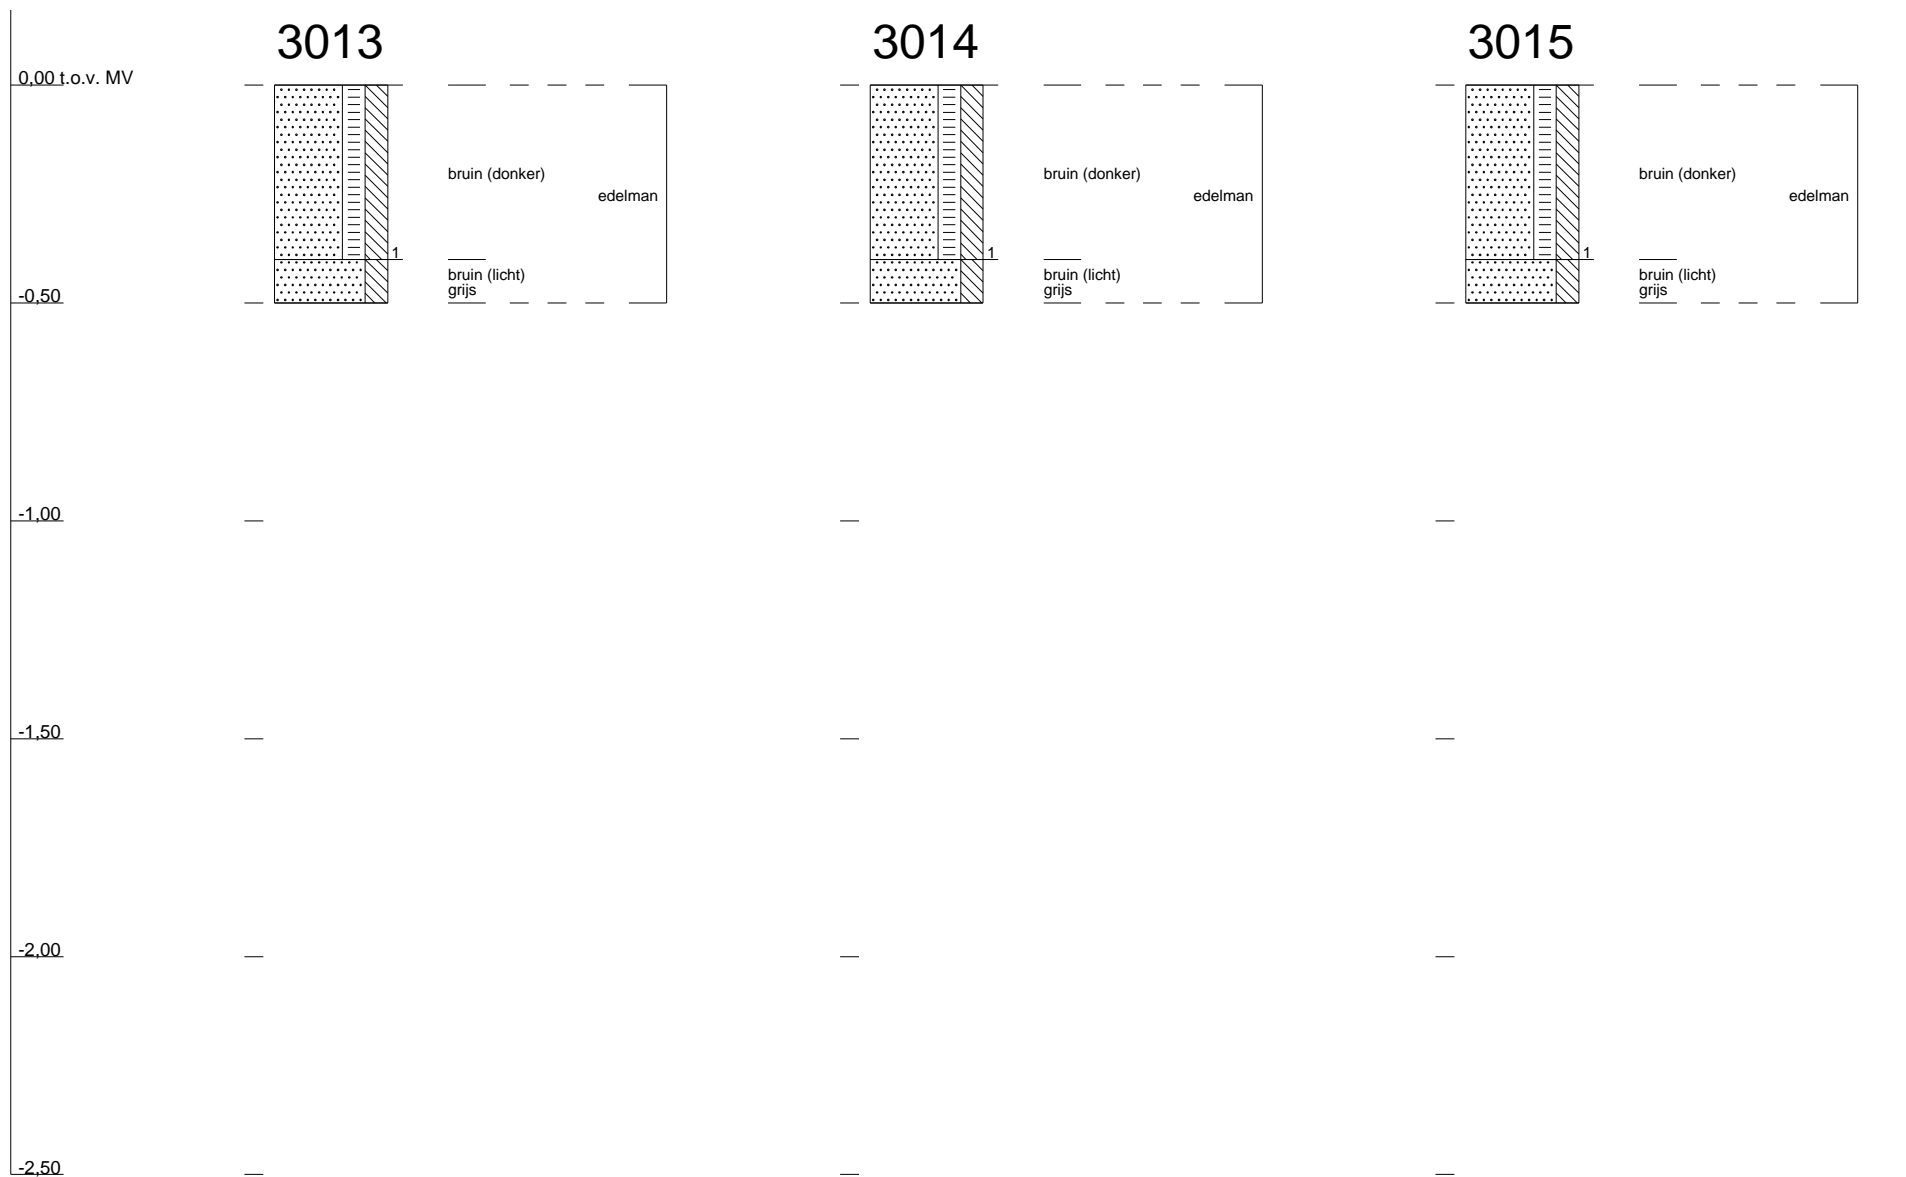 3013 3014 3015
0,00 t.o.v. MV
bruin (donker) bruin (donker) bruin (donker)
edelman edelman edelman
1 1 1
bruin (licht) bruin (licht) bruin (licht)
grijs grijs grijs
-0,50
-1,00
-1,50
-2,00
-2,50